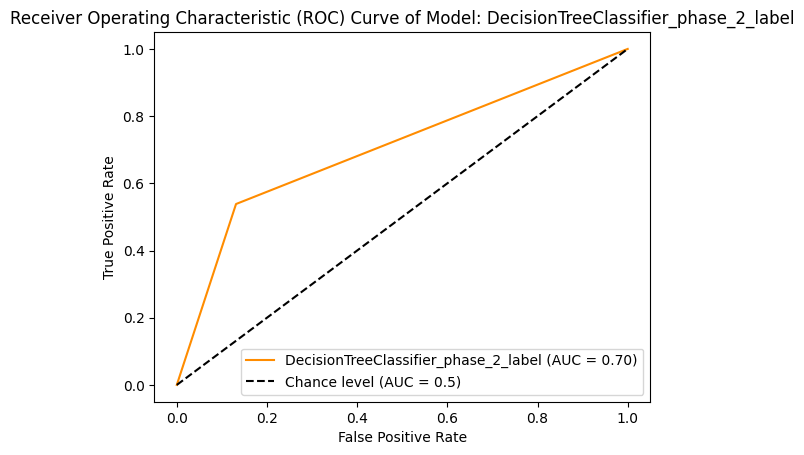 Receiver Operating Characteristic (ROC) Curve of Model: DecisionTreeClassifier_phase_2_label
1.0
0.8
0.6
0.4
0.2
0.0
True Positive Rate
DecisionTreeClassifier_phase_2_label (AUC = 0.70)
Chance level (AUC = 0.5)
0.0 0.2 0.4 0.6 0.8 1.0
False Positive Rate